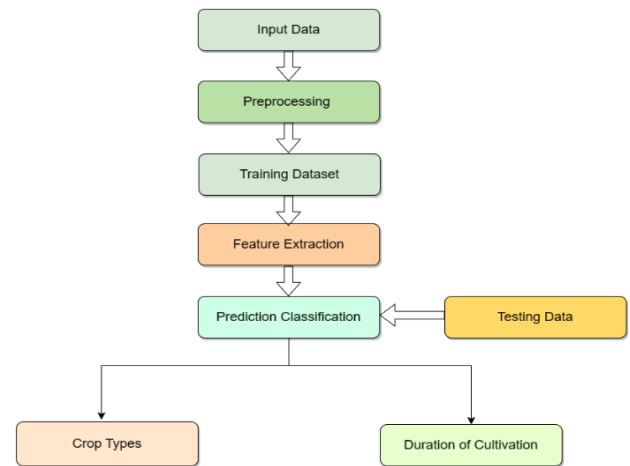 Input Data
Preprocessing
Training Dataset
Feature Extraction
Prediction Classification
Testing Data
Crop Types
Duration of Cultivation